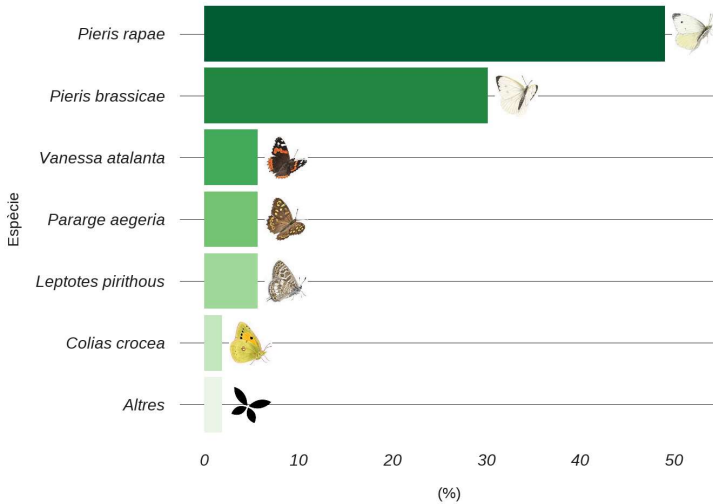 Pieris rapae
Pieris brassicae
Vanessa atalanta
Pararge aegeria
Leptotes pirithous
Colias crocea
Altres
Espècie
0 10 20 30 40 50
(%)